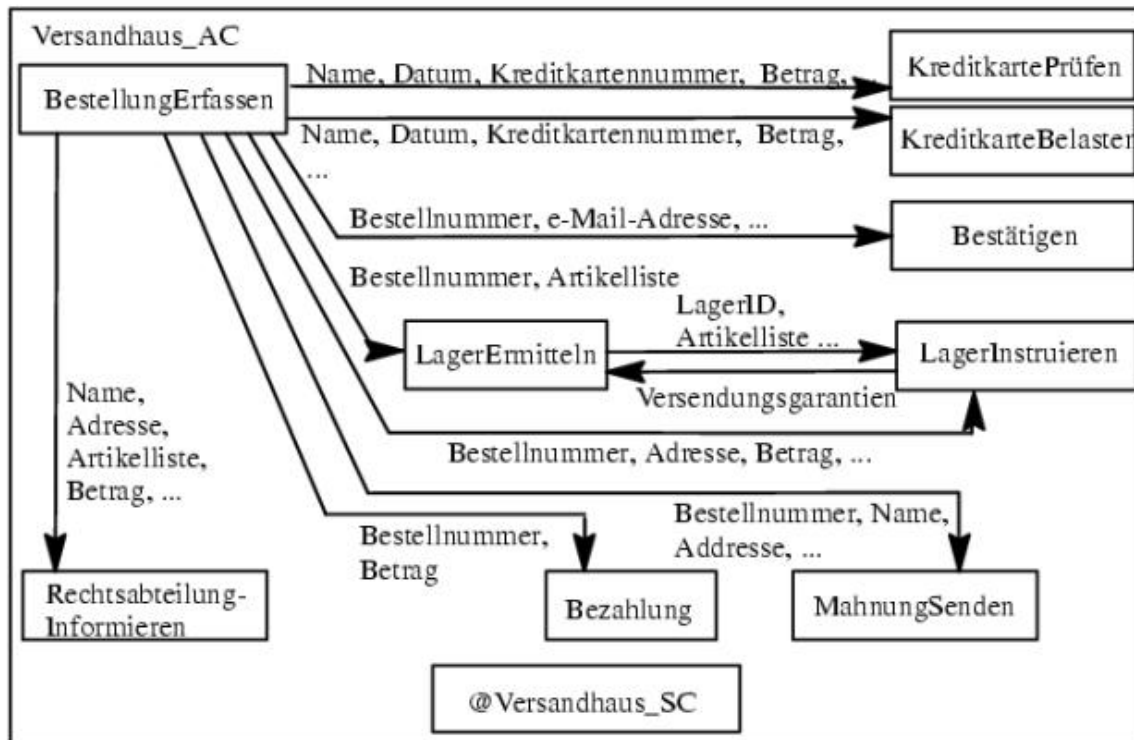 Versandhaus_AC
BestellungErfassen
Name, Datum, Kreditkartennummer, Betrag, ...
KreditkartePrüfen
Name, Datum, Kreditkartennummer, Betrag,
...
KreditkarteBelasten
Bestellnummer, e-Mail-Adresse, ...
Bestätigen
Bestellnummer, Artikelliste
LagerErmitteln
LagerID,
Artikelliste ...
LagerInstruieren
Versendungsgarantien
Name,
Adresse,
Artikelliste,
Betrag, ...
Bestellnummer, Adresse, Betrag, ...
Bestellnummer,
Betrag
Bestellnummer, Name,
Addresse, ...
Rechtsabteilung-
Informieren
Bezahlung
MahnungSenden
@Versandhaus_SC